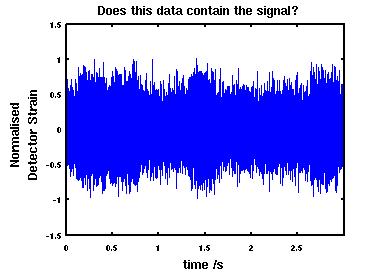 Does this data contain the signal?
1.5
1
0.5
0
-0.5
-1
-1.5
Normalised
Detector Strain
0 0.5 1 1.5 2 2.5
time /s